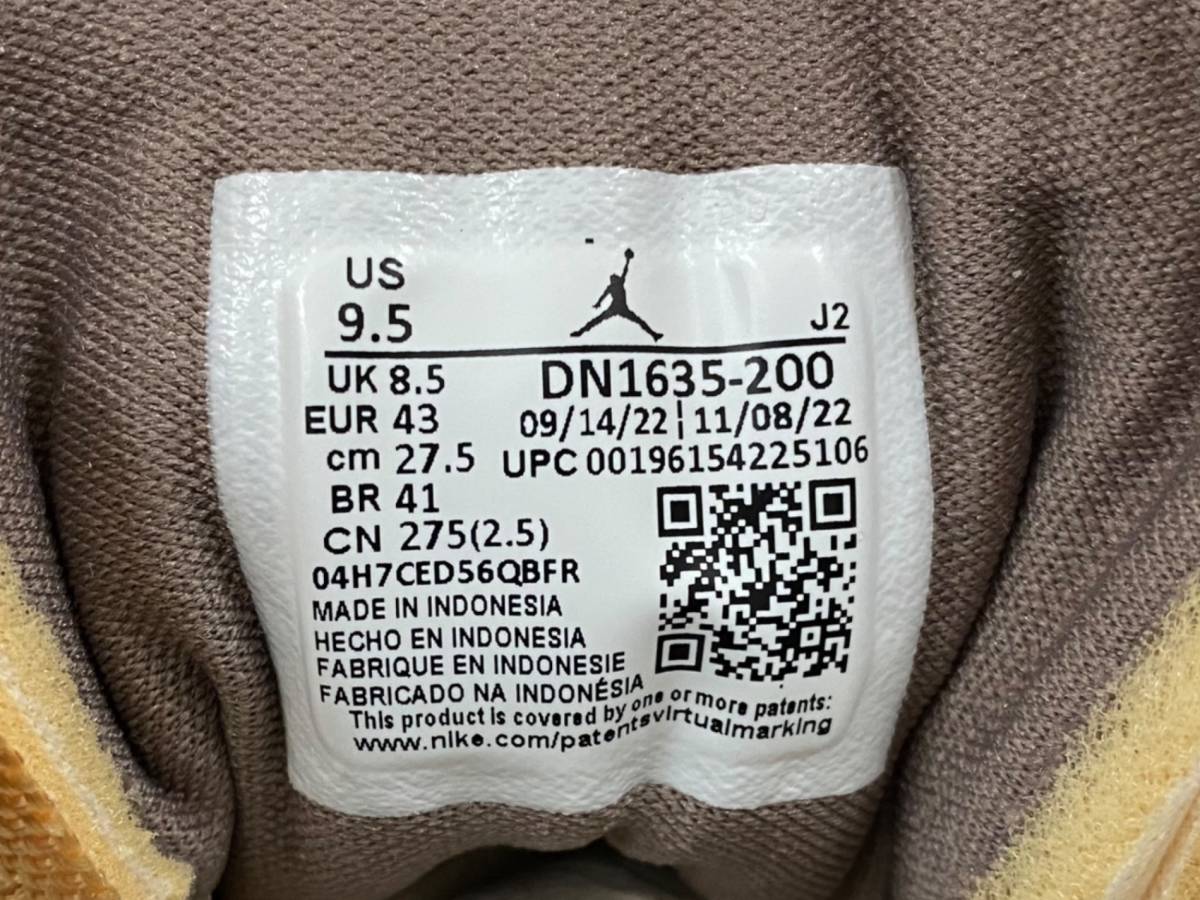 US
9.5
J2
UK 8.5
DN1635-200
EUR 43
09/14/22 | 11/08/22
cm 27.5
UPC 00196154225106
BR 41
CN 275(2.5)
04H7CED56QBFR
MADE IN INDONESIA
HECHO EN INDONESIA
FABRIQUE EN INDONESIE
FABRICADO NA INDONÉSIA
This product is covered by one or more patents:
www.nike.com/patentsvirtualmarking